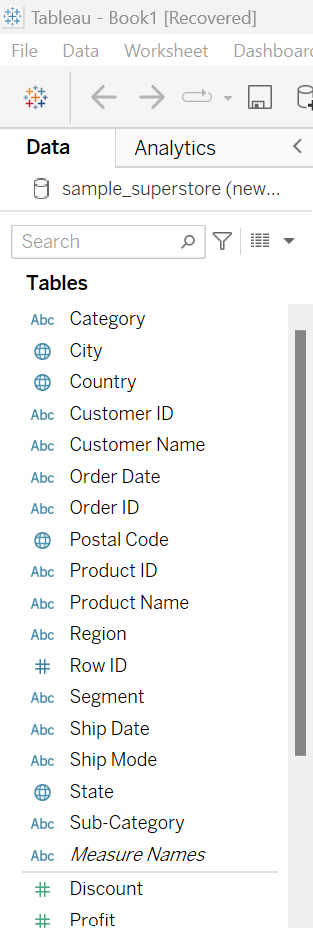 Tableau - Book1 [Recovered]
File Data Worksheet Dashboar
Data Analytics
sample_superstore (new...
Search
Tables
Abc Category
City
Country
Abc Customer ID
Abc Customer Name
Abc Order Date
Abc Order ID
Postal Code
Abc Product ID
Abc Product Name
Abc Region
# Row ID
Abc Segment
Abc Ship Date
Abc Ship Mode
State
Abc Sub-Category
Abc Measure Names
# Discount
# Profit